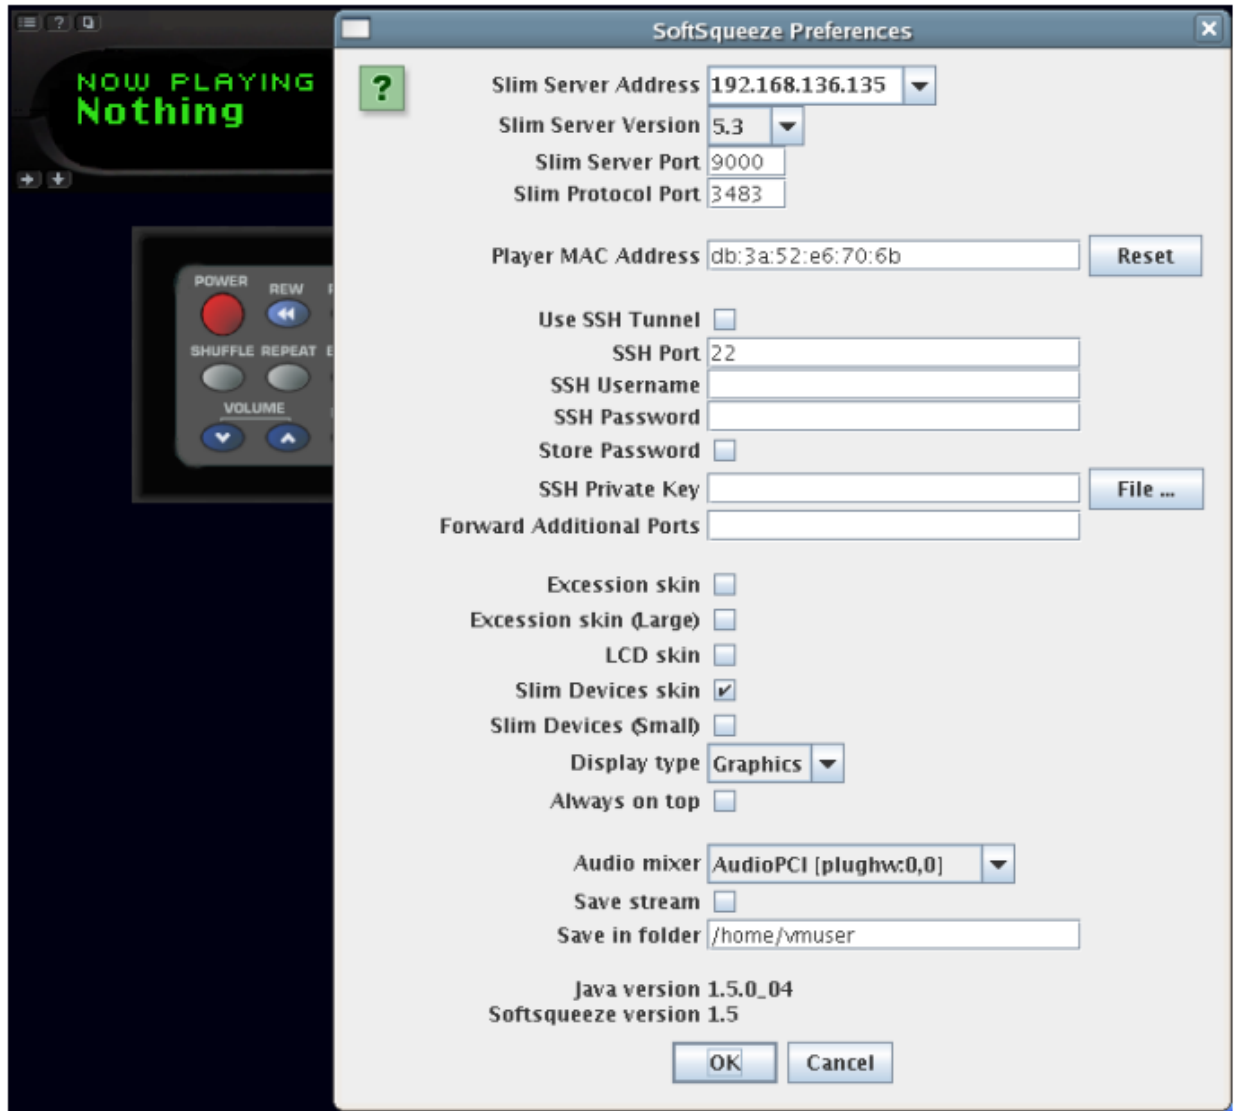 SoftSqueeze Preferences
NOW PLAYING
Nothing
Slim Server Address 192.168.136.135
Slim Server Version 5.3
Slim Server Port 9000
Slim Protocol Port 3483
Player MAC Address db:3a:52:e6:70:6b Reset
POWER
REW
SHUFFLE REPEAT
VOLUME
Use SSH Tunnel
SSH Port 22
SSH Username
SSH Password
Store Password
SSH Private Key File ...
Forward Additional Ports
Excession skin
Excession skin (Large)
LCD skin
Slim Devices skin
Slim Devices (Small)
Display type Graphics
Always on top
Audio mixer AudioPCI [plughw:0,0]
Save stream
Save in folder /home/vmuser
Java version 1.5.0_04
Softsqueeze version 1.5
OK Cancel